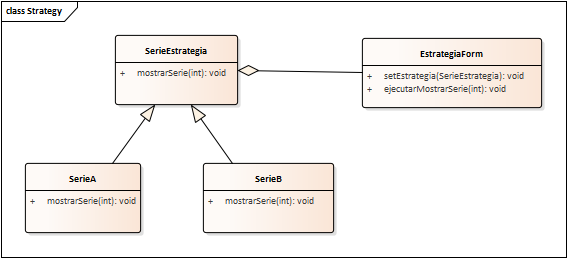 class Strategy
SerieEstrategia
+ mostrarSerie(int): void
EstrategiaForm
+ setEstrategia(SerieEstrategia): void
+ ejecutarMostrarSerie(int): void
SerieA
+ mostrarSerie(int): void
SerieB
+ mostrarSerie(int): void